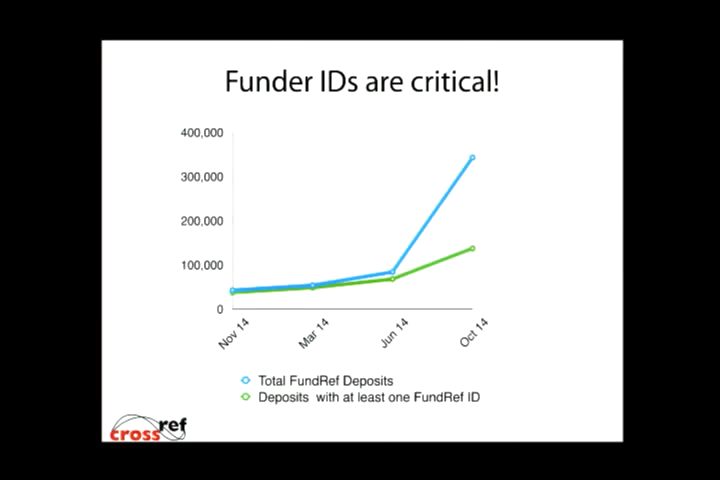 Funder IDs are critical!
400,000
300,000
200,000
100,000
0
Nov 14
Mar 14
Jun 14
Oct 14
Total FundRef Deposits
Deposits with at least one FundRef ID
crossref